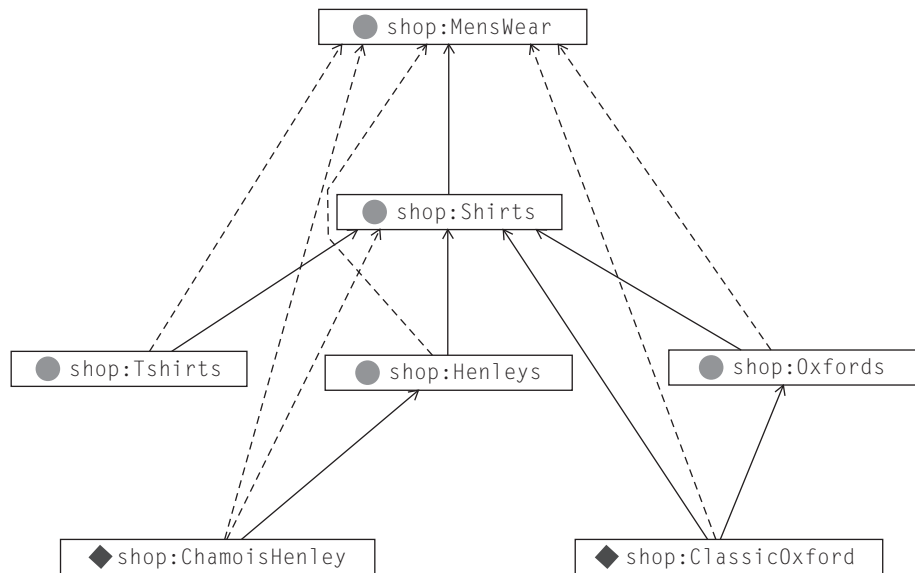 shop:MensWear
shop:Shirts
shop:Tshirts
shop:Henleys
shop:Oxfords
shop:ChamoisHenley
shop:ClassicOxford